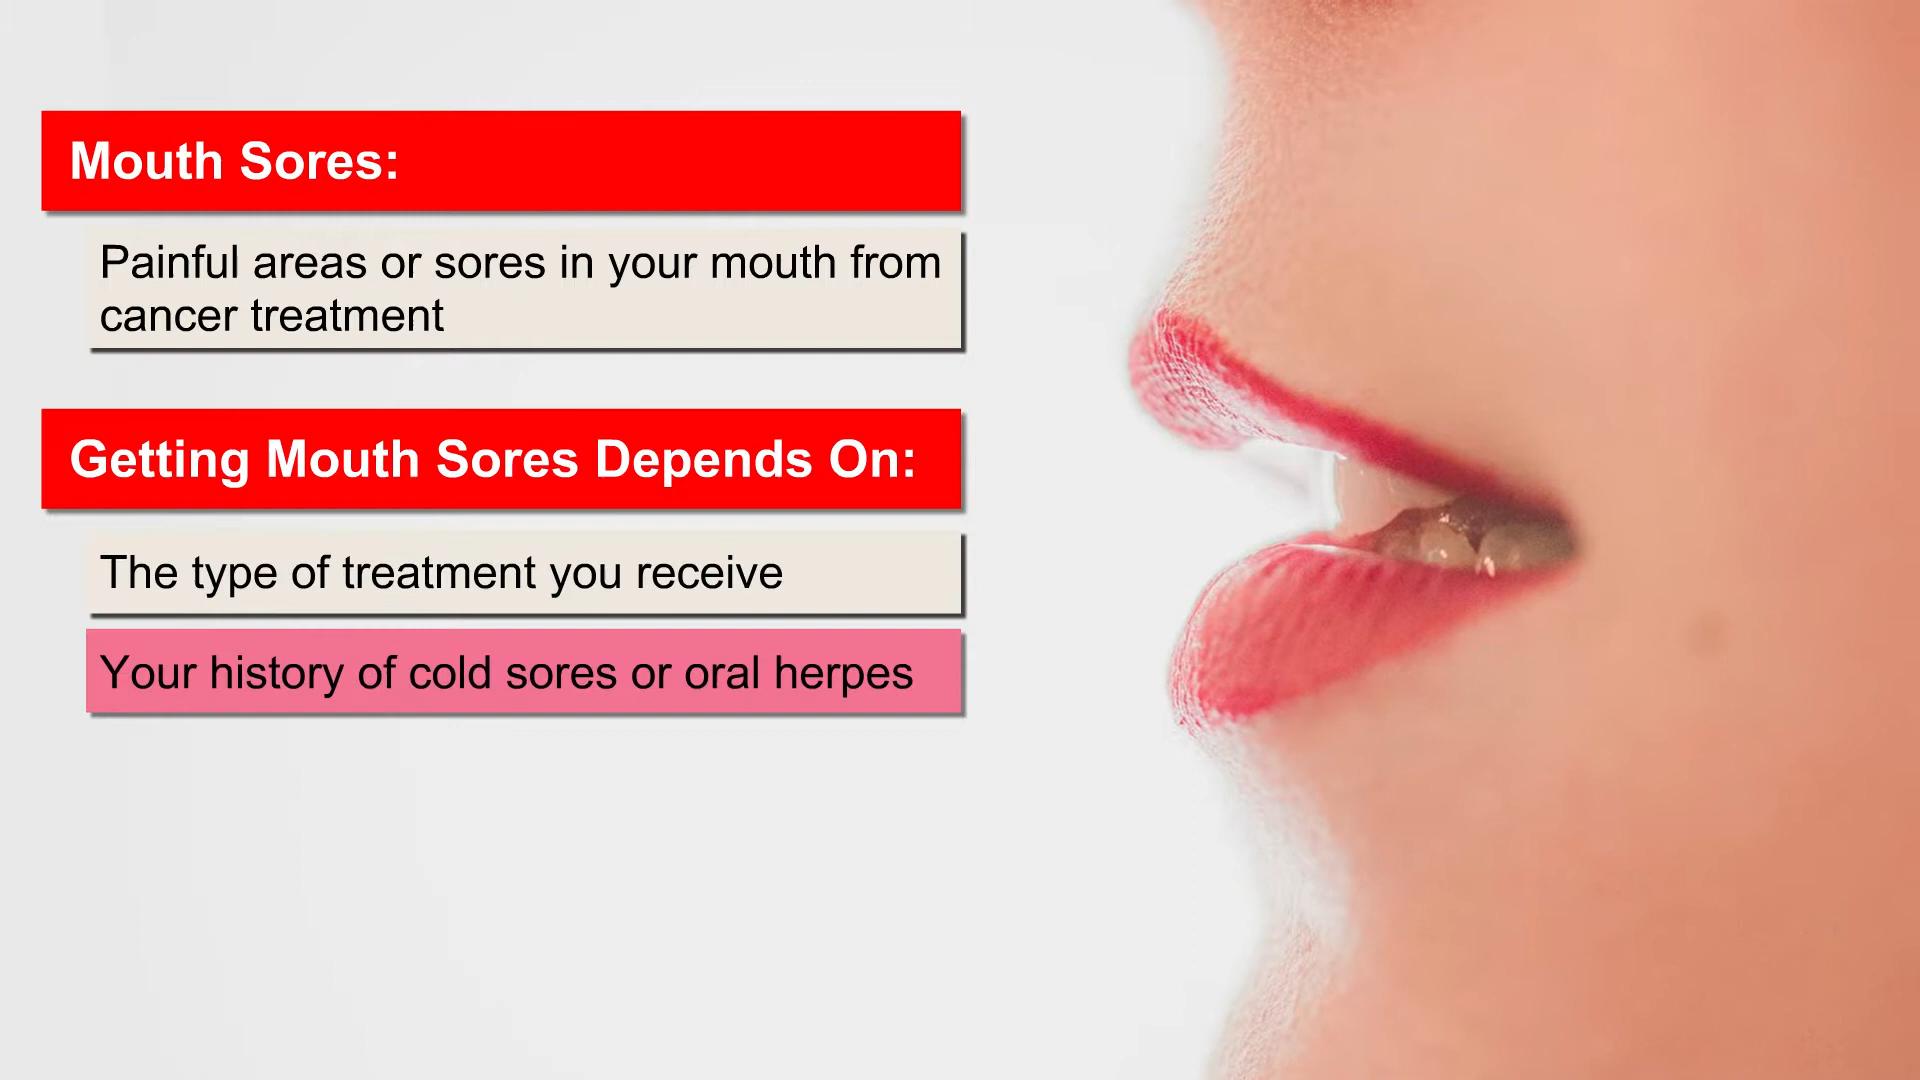 Mouth Sores:
Painful areas or sores in your mouth from
cancer treatment
Getting Mouth Sores Depends On:
The type of treatment you receive
Your history of cold sores or oral herpes